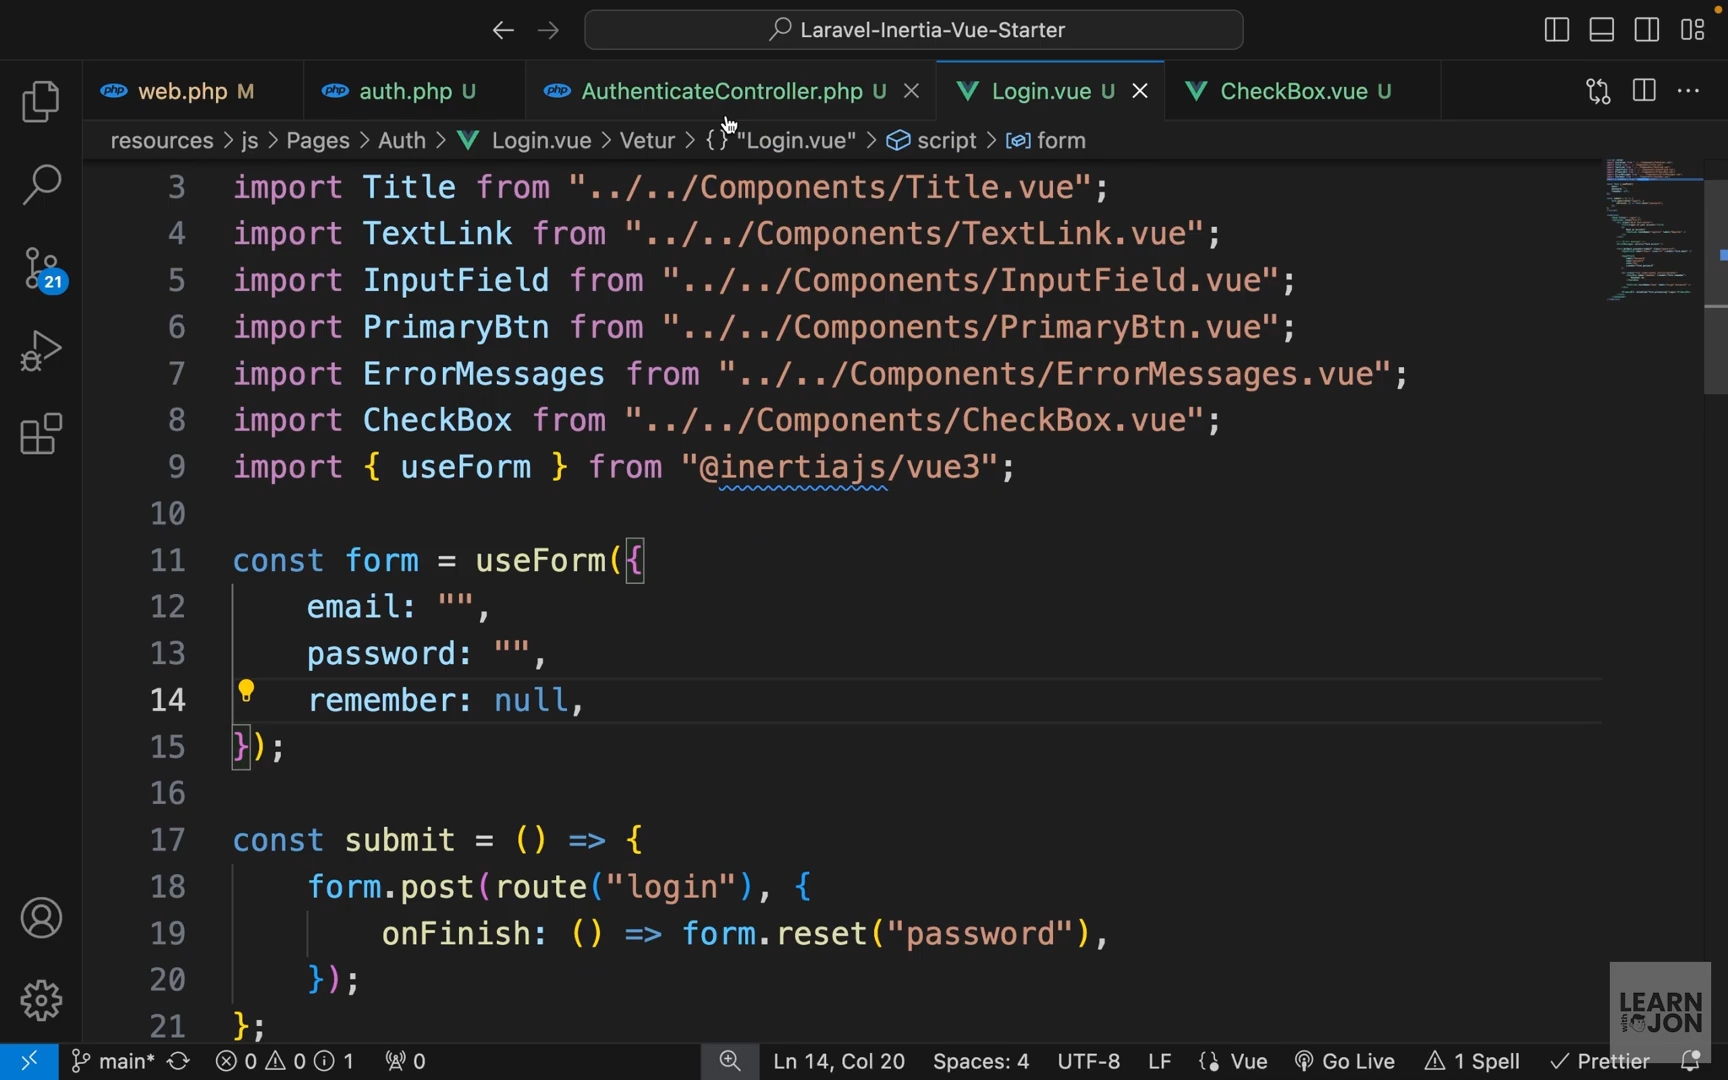 Laravel-Inertia-Vue-Starter
web.php M auth.php U AuthenticateController.php U Login.vue U CheckBox.vue U
resources > js > Pages > Auth > Login.vue > Vetur > {} "Login.vue" > script > form
3 import Title from "../../Components/Title.vue";
4 import TextLink from "../../Components/TextLink.vue";
5 import InputField from "../../Components/InputField.vue";
6 import PrimaryBtn from "../../Components/PrimaryBtn.vue";
7 import ErrorMessages from "../../Components/ErrorMessages.vue";
8 import CheckBox from "../../Components/CheckBox.vue";
9 import { useForm } from "@inertiajs/vue3";
10
11 const form = useForm({
12 email: "",
13 password: "",
14 remember: null,
15 });
16
17 const submit = () => {
18 form.post(route("login"), {
19 onFinish: () => form.reset("password"),
20 });
21 };
21
LEARN
with JON
main* 0 0 1 0 Ln 14, Col 20 Spaces: 4 UTF-8 LF Vue Go Live 1 Spell Prettier